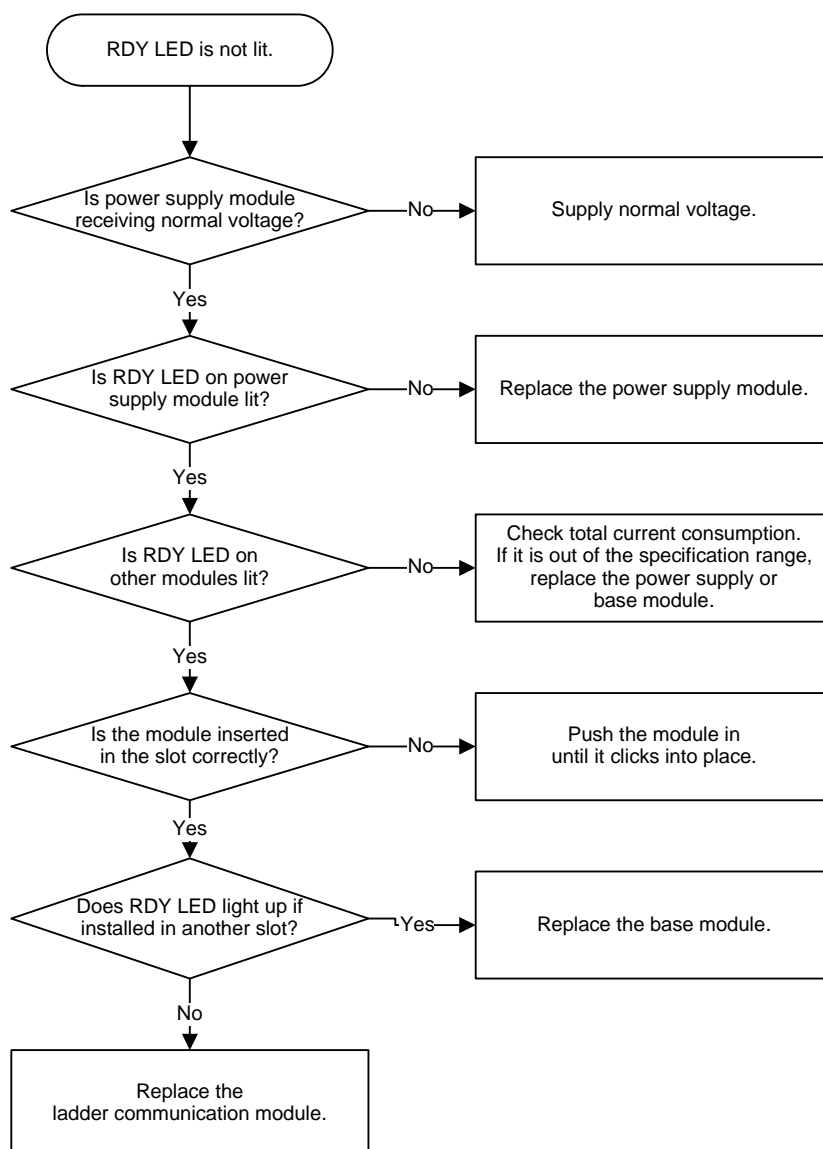 RDY LED is not lit.
Is power supply module
receiving normal voltage?
No
Supply normal voltage.
Yes
Is RDY LED on power
supply module lit?
No
Replace the power supply module.
Yes
Is RDY LED on
other modules lit?
No
Check total current consumption.
If it is out of the specification range,
replace the power supply or
base module.
Yes
Is the module inserted
in the slot correctly?
No
Push the module in
until it clicks into place.
Yes
Does RDY LED light up if
installed in another slot?
Yes
Replace the base module.
No
Replace the
ladder communication module.